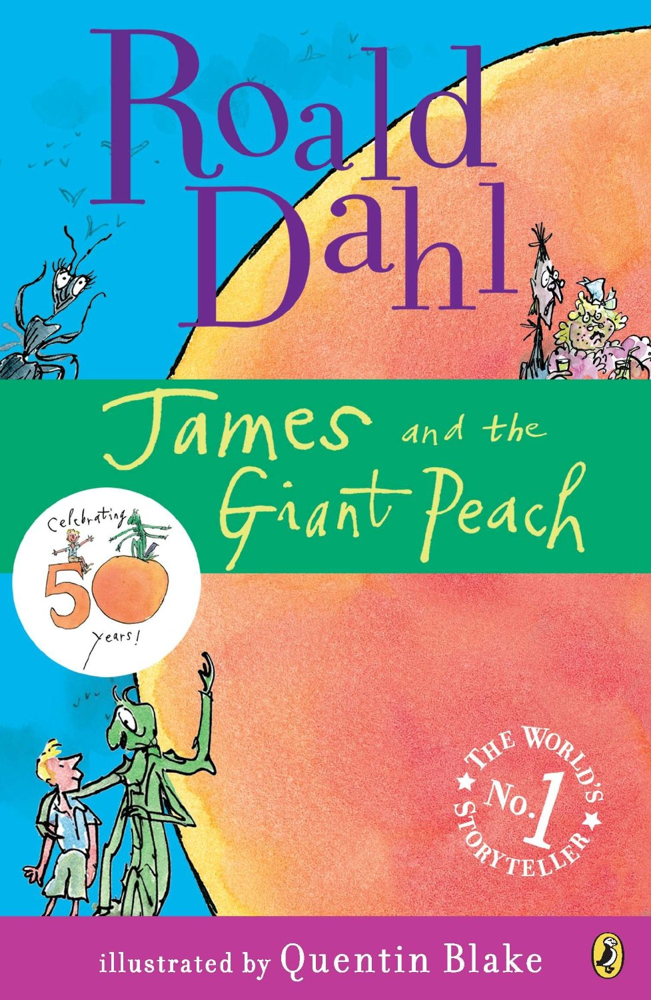 Roald
Dahl
James and the
Giant Peach
Celebrating
50
years!
THE WORLD'S
No.1
STORYTELLER
illustrated by Quentin Blake